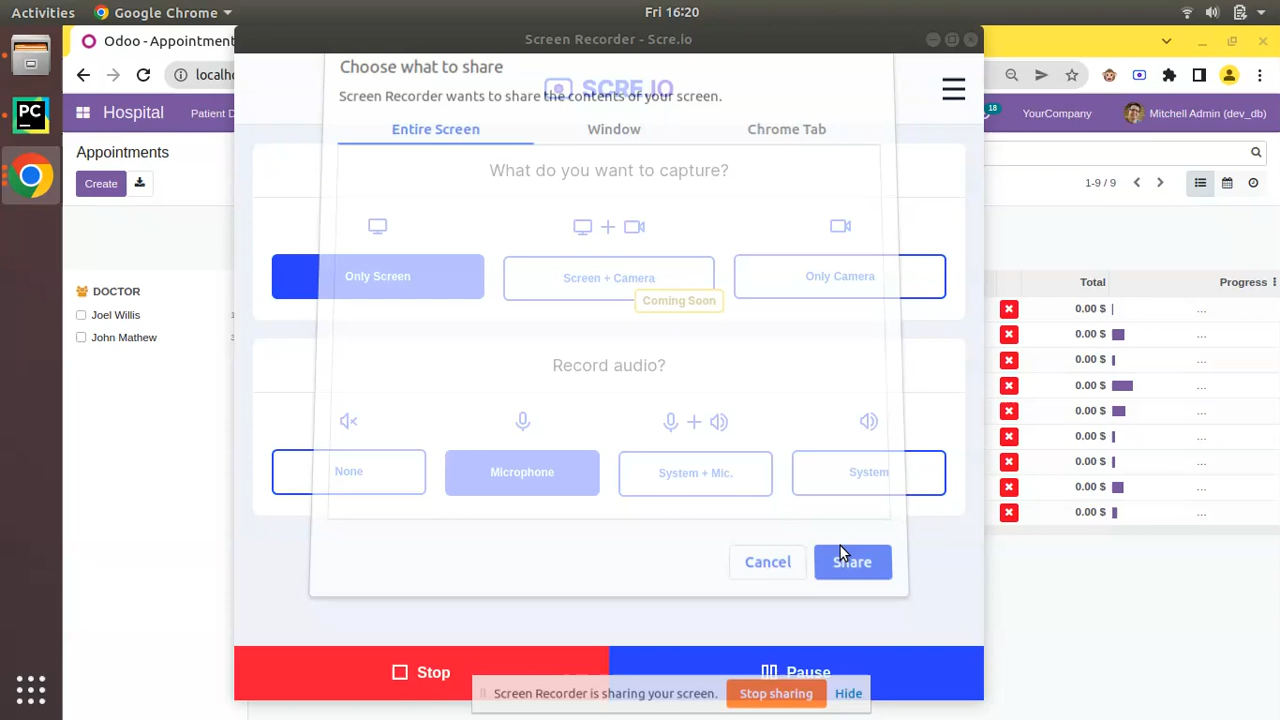 Activities
Google Chrome
Fri 16:20
Odoo - Appointment
Screen Recorder - Scre.io
Hospital
Patient D
18
YourCompany
Mitchell Admin (dev_db)
Appointments
Create
1-9 / 9
Choose what to share
SCRE.IO
Screen Recorder wants to share the contents of your screen.
Entire Screen
Window
Chrome Tab
What do you want to capture?
Only Screen
Screen + Camera
Only Camera
Coming Soon
Record audio?
None
Microphone
System + Mic.
System
Cancel
Share
Stop
Pause
Screen Recorder is sharing your screen.
Stop sharing
Hide
DOCTOR
Joel Willis
John Mathew
Total
Progress
0.00 $
...
0.00 $
...
0.00 $
...
0.00 $
...
0.00 $
...
0.00 $
...
0.00 $
...
0.00 $
...
0.00 $
...
PC